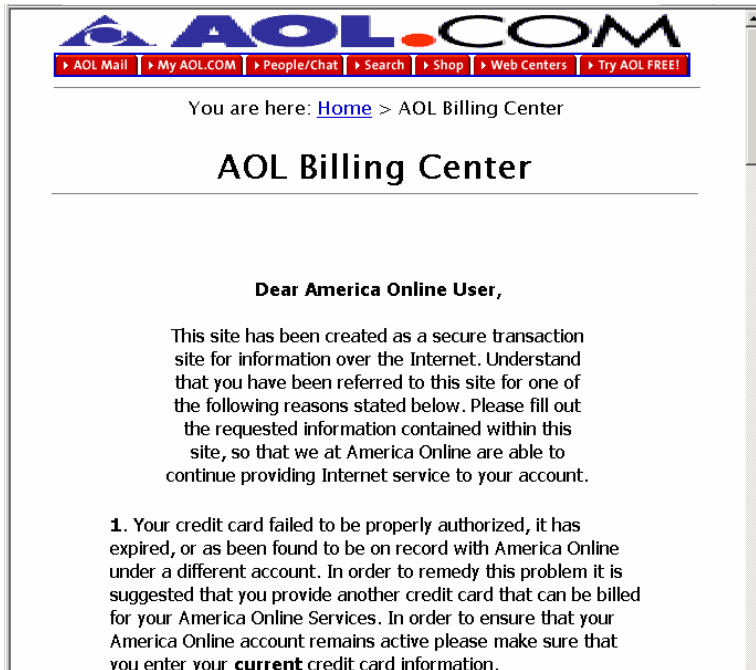 AOL.COM
AOL Mail My AOL.COM People/Chat Search Shop Web Centers Try AOL FREE!
You are here: Home > AOL Billing Center
AOL Billing Center
Dear America Online User,
This site has been created as a secure transaction
site for information over the Internet. Understand
that you have been referred to this site for one of
the following reasons stated below. Please fill out
the requested information contained within this
site, so that we at America Online are able to
continue providing Internet service to your account.
1. Your credit card failed to be properly authorized, it has
expired, or as been found to be on record with America Online
under a different account. In order to remedy this problem it is
suggested that you provide another credit card that can be billed
for your America Online Services. In order to ensure that your
America Online account remains active please make sure that
you enter your current credit card information.